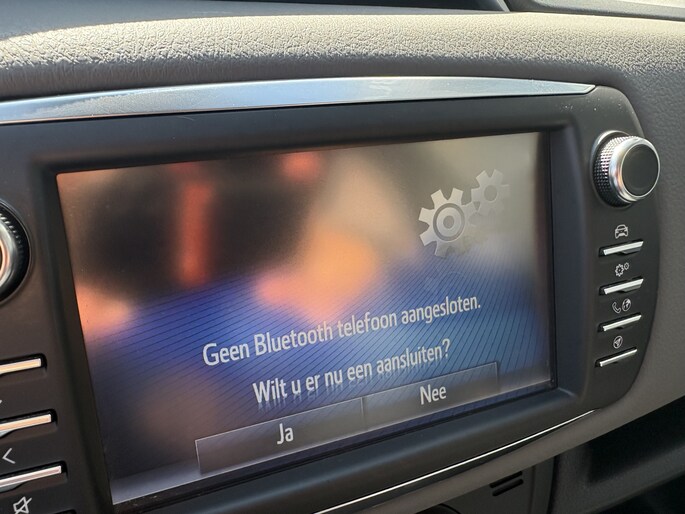 Geen Bluetooth telefoon aangesloten.
Wilt u er nu een aansluiten?
Ja
Nee